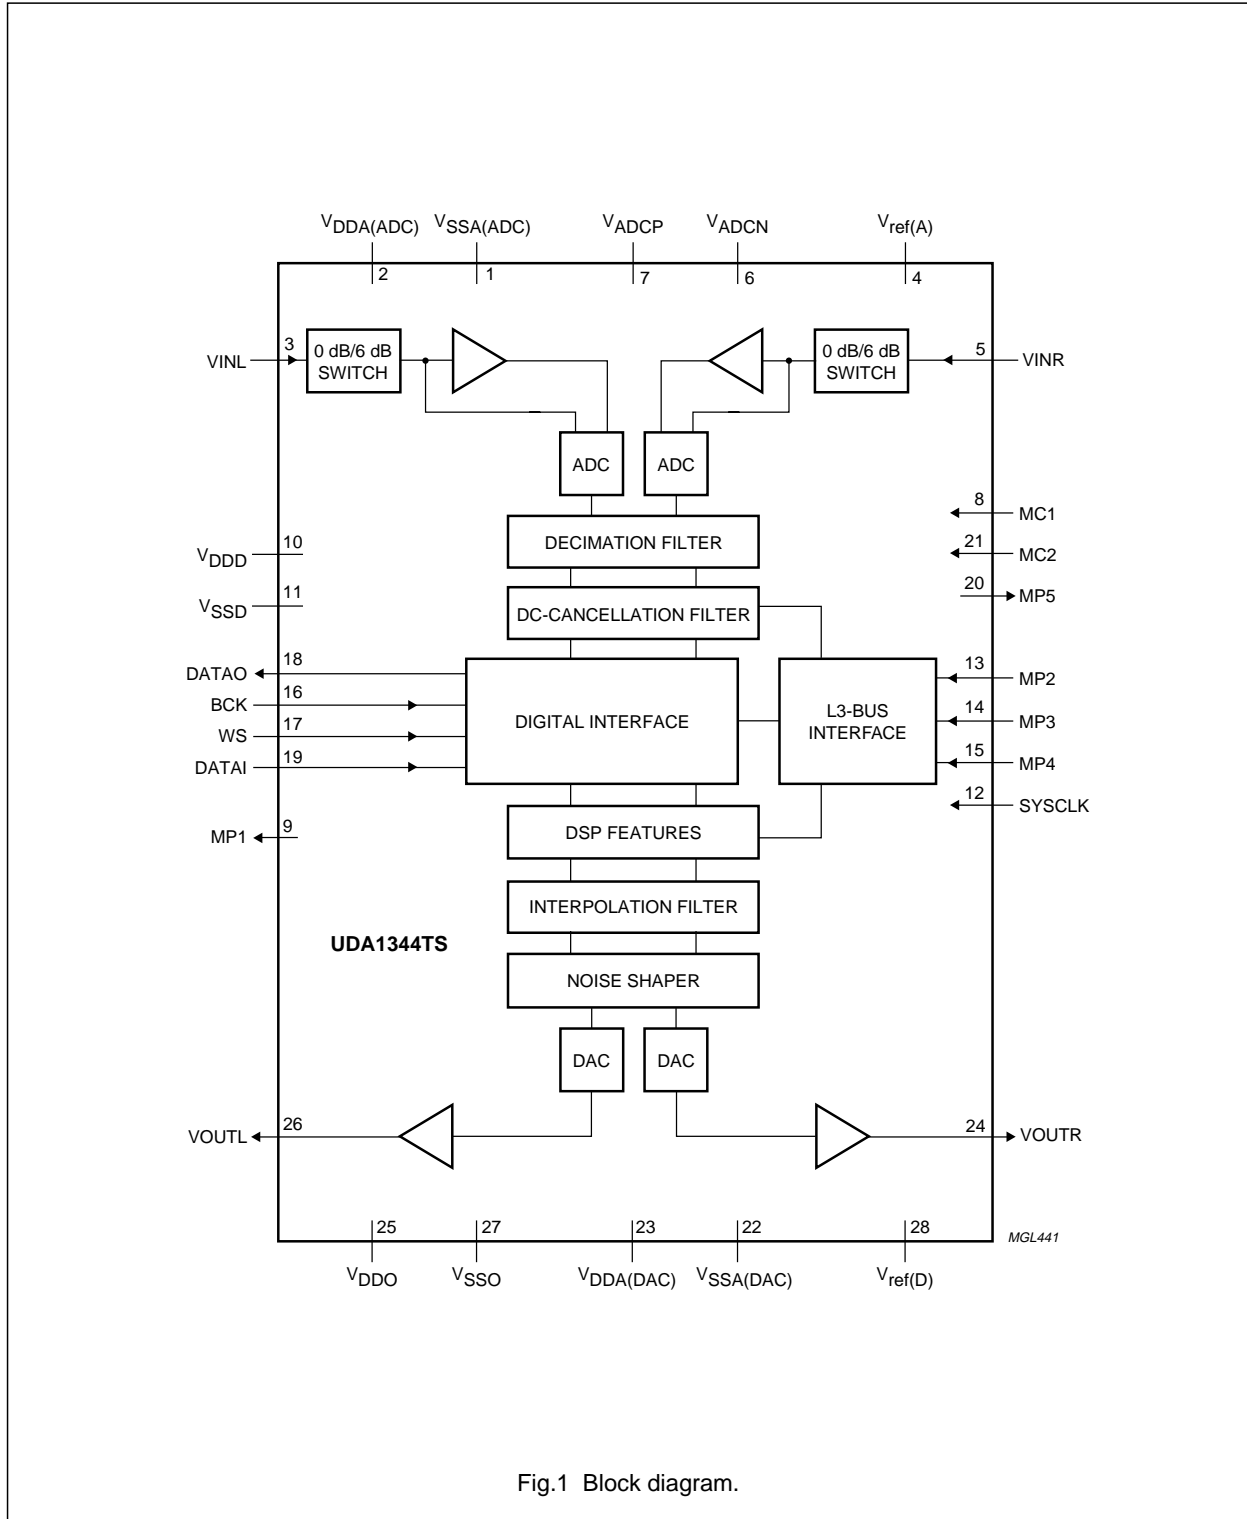 VDDA(ADC) VSSA(ADC) VADCP VADCN Vref(A)
2 1 7 6 4
VINL 3 0 dB/6 dB SWITCH 0 dB/6 dB SWITCH 5 VINR
ADC ADC
8 MC1
DECIMATION FILTER
VDDD 10
21 MC2
20 MP5
VSSD 11
DC-CANCELLATION FILTER
DATAO 18
13 MP2
BCK 16
DIGITAL INTERFACE
L3-BUS INTERFACE
14 MP3
WS 17
DATAI 19
15 MP4
12 SYSCLK
MP1 9
DSP FEATURES
INTERPOLATION FILTER
UDA1344TS
NOISE SHAPER
DAC DAC
VOUTL 26 24 VOUTR
25 27 23 22 28
MGL441
VDDO VSSO VDDA(DAC) VSSA(DAC) Vref(D)
Fig.1 Block diagram.